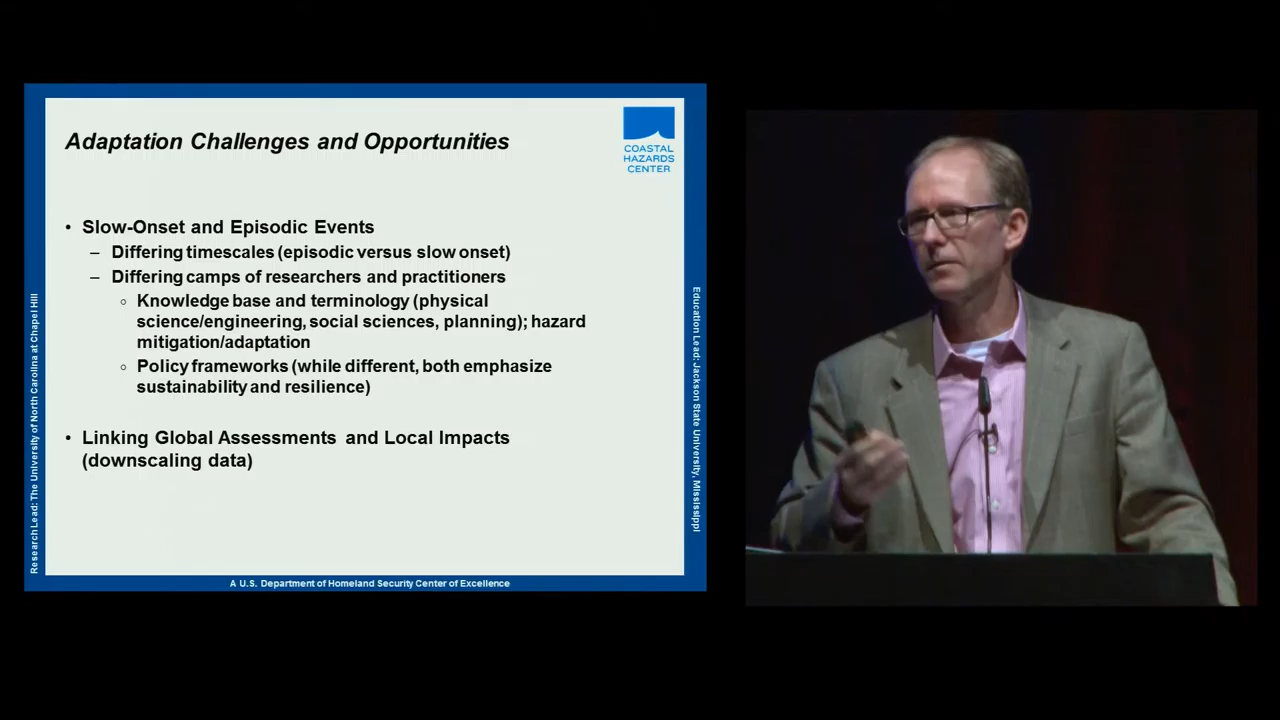 Adaptation Challenges and Opportunities
COASTAL
HAZARDS
CENTER
• Slow-Onset and Episodic Events
– Differing timescales (episodic versus slow onset)
– Differing camps of researchers and practitioners
○ Knowledge base and terminology (physical
science/engineering, social sciences, planning); hazard
mitigation/adaptation
○ Policy frameworks (while different, both emphasize
sustainability and resilience)
• Linking Global Assessments and Local Impacts
(downscaling data)
Research Lead: The University of North Carolina at Chapel Hill
Education Lead: Jackson State University, Mississippi
A U.S. Department of Homeland Security Center of Excellence